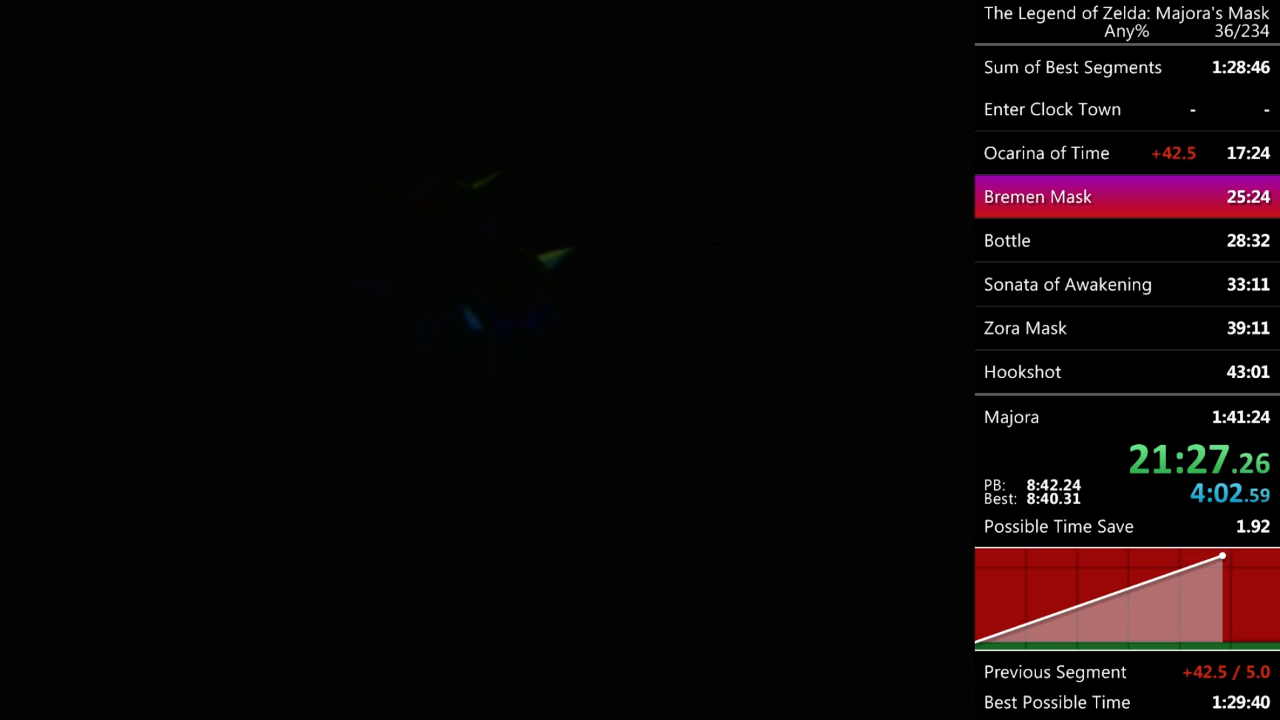 The Legend of Zelda: Majora's Mask
Any% 36/234
Sum of Best Segments 1:28:46
Enter Clock Town - -
Ocarina of Time +42.5 17:24
Bremen Mask 25:24
Bottle 28:32
Sonata of Awakening 33:11
Zora Mask 39:11
Hookshot 43:01
Majora 1:41:24
21:27.26
PB: 8:42.24
Best: 8:40.31 4:02.59
Possible Time Save 1.92
Previous Segment +42.5 / 5.0
Best Possible Time 1:29:40